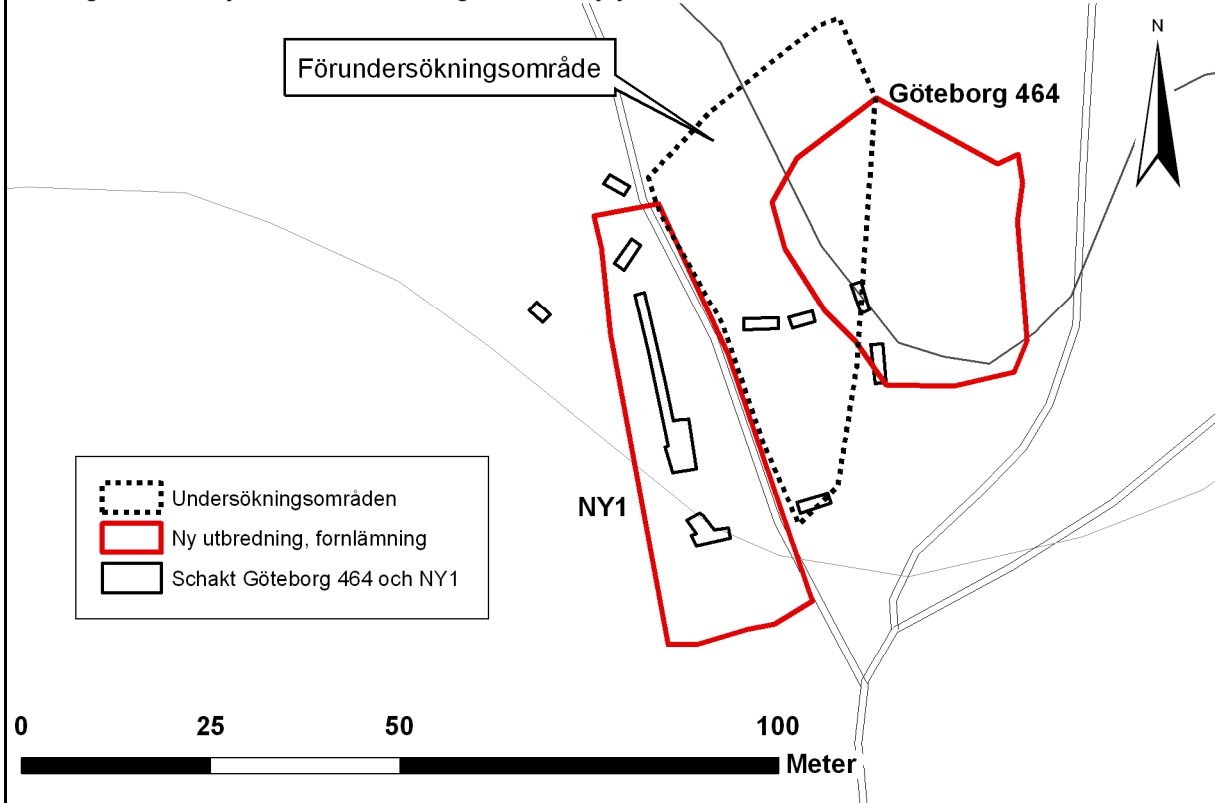 N
Förundersökningsområde
Göteborg 464
NY1
Undersökningsområden
Ny utbredning, fornlämning
Schakt Göteborg 464 och NY1
0 25 50 100
Meter